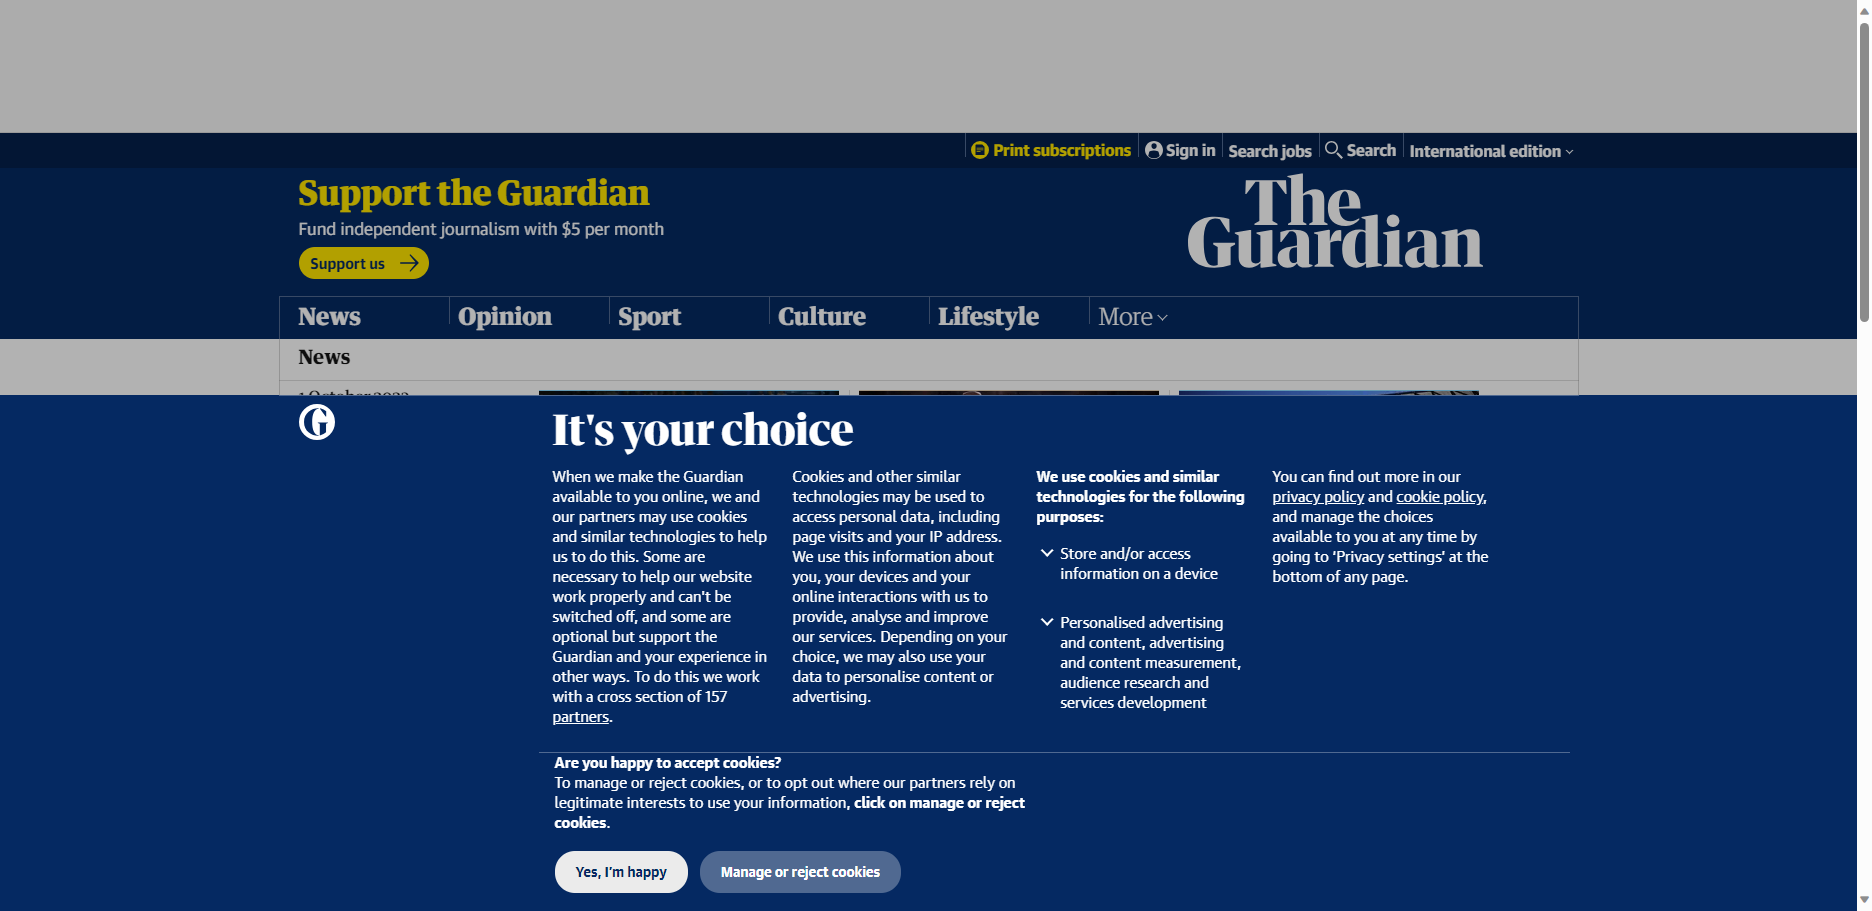 Print subscriptions
Sign in
Search jobs
Search
International edition
Support the Guardian
Fund independent journalism with $5 per month
Support us
The
Guardian
News
Opinion
Sport
Culture
Lifestyle
More
News
1 October 2023
G
It's your choice
When we make the Guardian
available to you online, we and
our partners may use cookies
and similar technologies to help
us to do this. Some are
necessary to help our website
work properly and can't be
switched off, and some are
optional but support the
Guardian and your experience in
other ways. To do this we work
with a cross section of 157
partners.
Cookies and other similar
technologies may be used to
access personal data, including
page visits and your IP address.
We use this information about
you, your devices and your
online interactions with us to
provide, analyse and improve
our services. Depending on your
choice, we may also use your
data to personalise content or
advertising.
We use cookies and similar
technologies for the following
purposes:
Store and/or access
information on a device
Personalised advertising
and content, advertising
and content measurement,
audience research and
services development
You can find out more in our
privacy policy and cookie policy,
and manage the choices
available to you at any time by
going to ‘Privacy settings’ at the
bottom of any page.
Are you happy to accept cookies?
To manage or reject cookies, or to opt out where our partners rely on
legitimate interests to use your information, click on manage or reject
cookies.
Yes, I’m happy
Manage or reject cookies